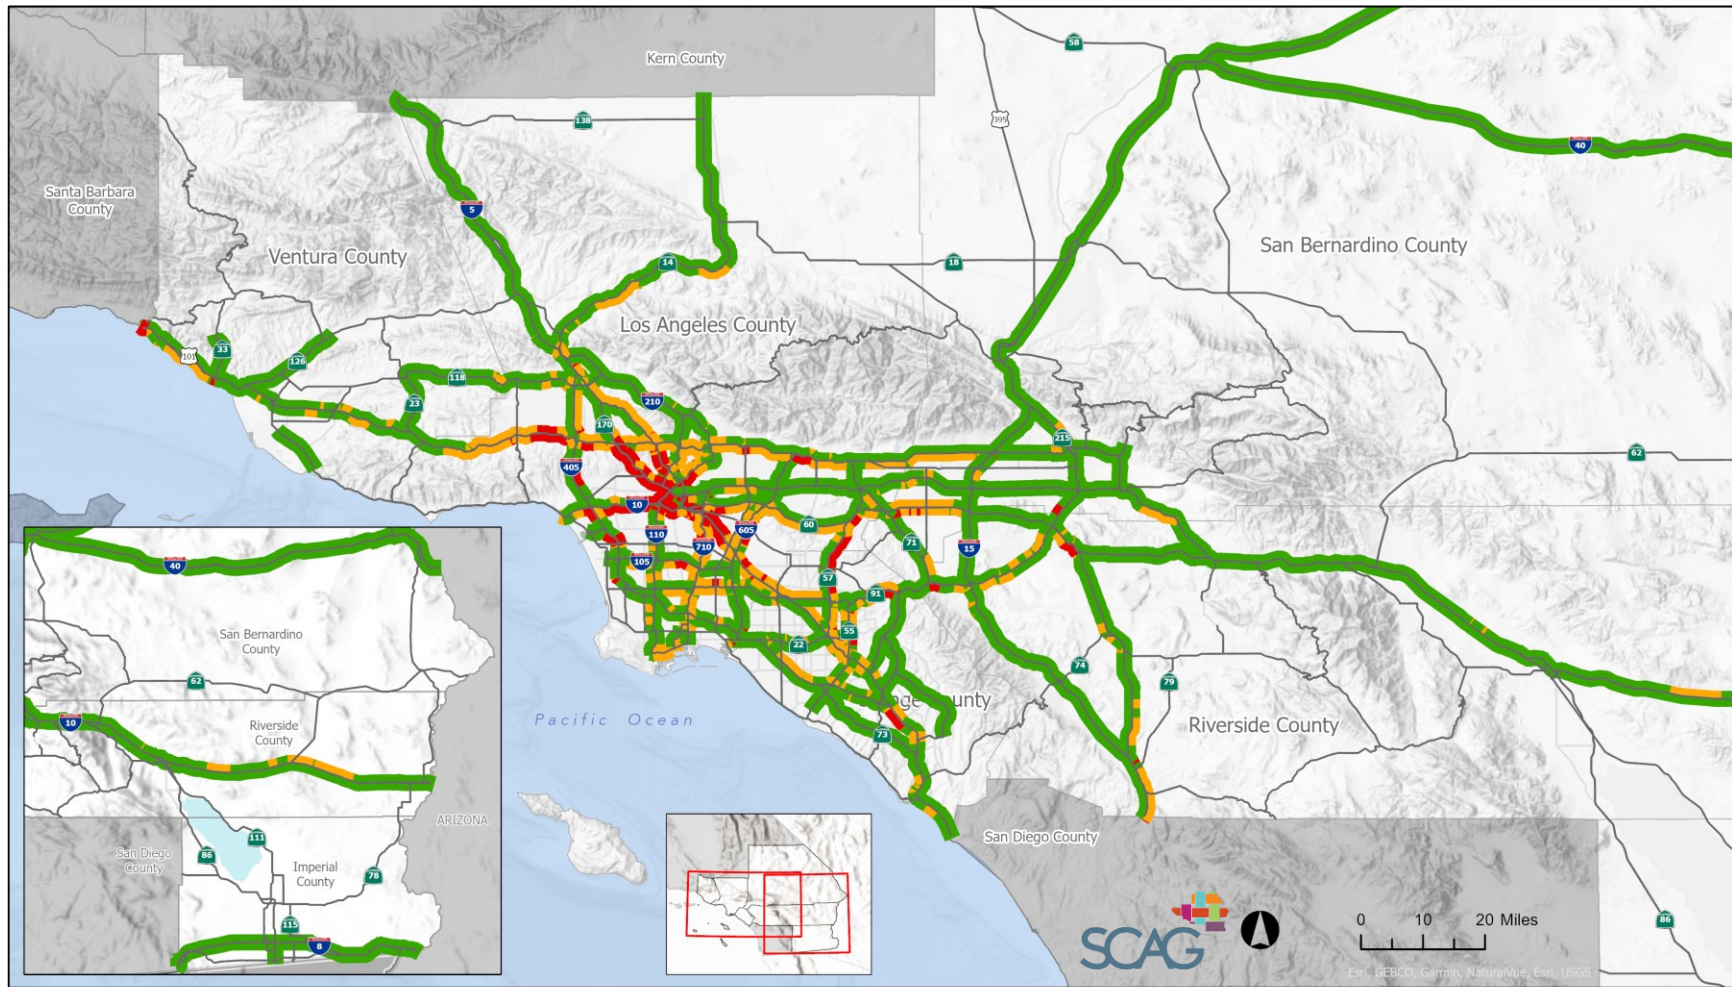 58
Kern County
138
395
40
Santa Barbara
County
5
San Bernardino County
Ventura County
14
18
Los Angeles County
101
33
126
118
23
210
170
215
62
405
10
60
605
110
710
71
15
105
57
91
55
22
74
79
ge
unty
Riverside County
Pacific Ocean
73
San Diego County
86
SCAG
0 10 20 Miles
Esri, GEBCO, Garmin, NaturalVue, Esri, USGS
40
San Bernardino
County
62
Riverside
County
10
ARIZONA
111
San Diego
County
86
Imperial
County
78
115
8